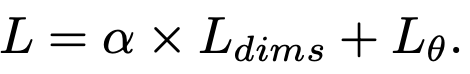 L = α × L_{dims} + L_θ.